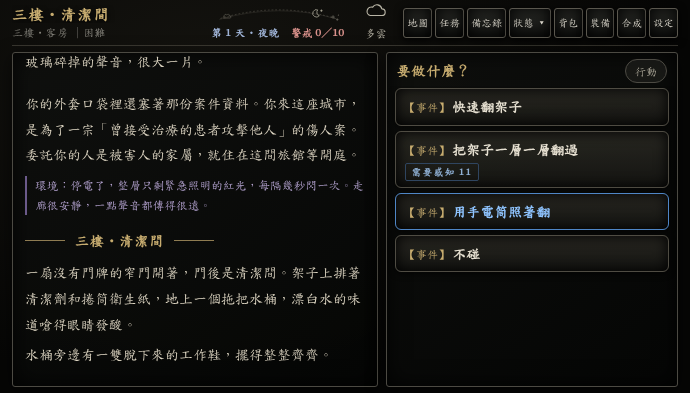 三樓・清潔間
三樓・客房｜困難
第 1 天・夜晚　警戒 0／10
多雲
地圖
任務
備忘錄
狀態 ▾
背包
裝備
合成
設定
玻璃碎掉的聲音，很大一片。
你的外套口袋裡還塞著那份案件資料。你來這座城市，
是為了一宗「曾接受治療的患者攻擊他人」的傷人案。
委託你的人是被害人的家屬，就住在這間旅館等開庭。
環境：停電了，整層只剩緊急照明的紅光，每隔幾秒閃一次。走
廊很安靜，一點聲音都傳得很遠。
三樓・清潔間
一扇沒有門牌的窄門開著，門後是清潔間。架子上排著
清潔劑和捲筒衛生紙，地上一個拖把水桶，漂白水的味
道嗆得眼睛發酸。
水桶旁邊有一雙脫下來的工作鞋，擺得整整齊齊。
要做什麼？
行動
【事件】快速翻架子
【事件】把架子一層一層翻過
需要感知 11
【事件】用手電筒照著翻
【事件】不碰